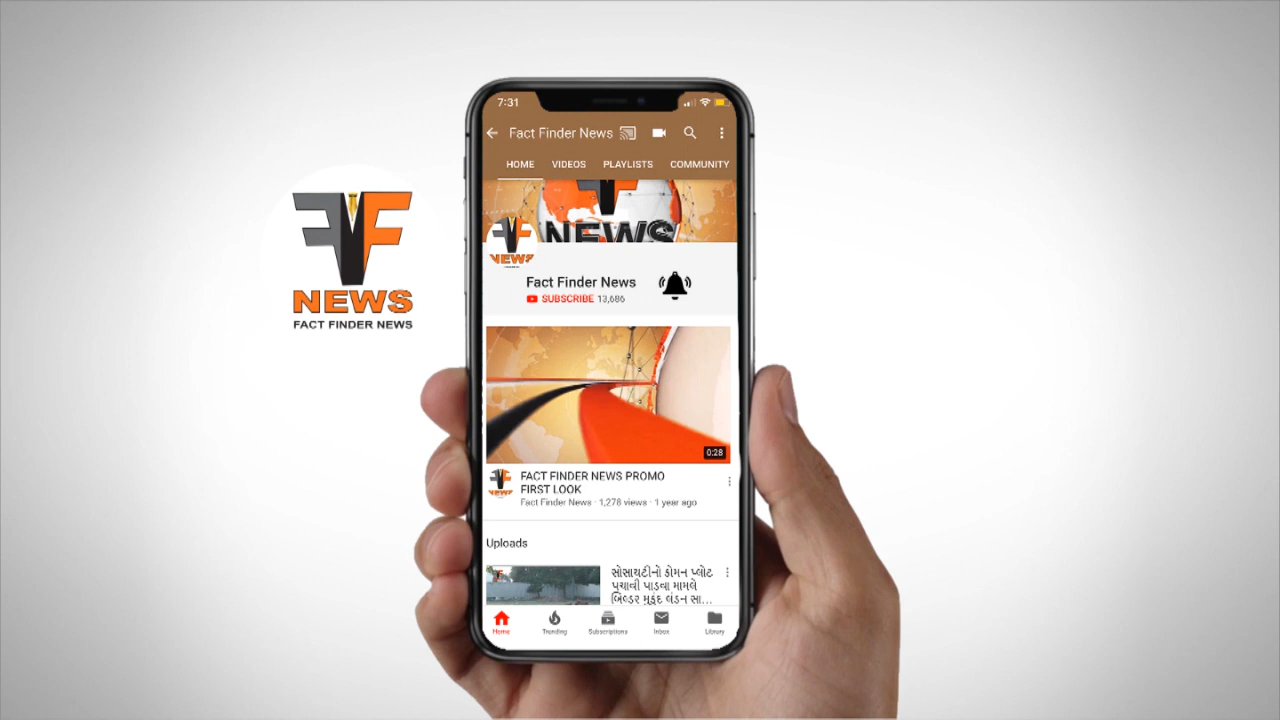 NEWS
FACT FINDER NEWS
7:31
Fact Finder News
HOME VIDEOS PLAYLISTS COMMUNITY
NEWS
NEWS
Fact Finder News
SUBSCRIBE 13,686
0:28
FACT FINDER NEWS PROMO
FIRST LOOK
Fact Finder News · 1,278 views · 1 year ago
Uploads
સોસાયટીનો કોમન પ્લોટ
પચાવી પાડવા મામલે
બિલ્ડર મુકુંદ લંડન સા...
Home Trending Subscriptions Inbox Library